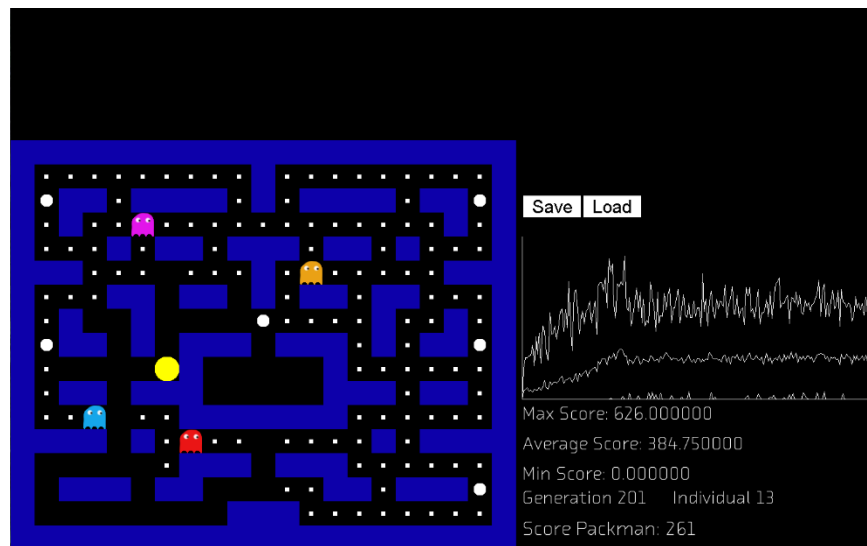 Save Load
Max Score: 626.000000
Average Score: 384.750000
Min Score: 0.000000
Generation 201 Individual 13
Score Packman: 261